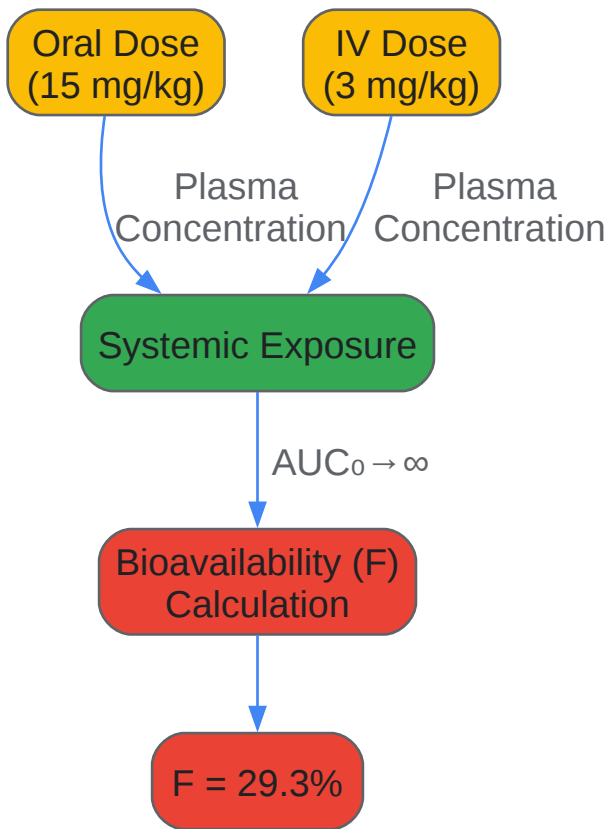 Oral Dose
(15 mg/kg)
IV Dose
(3 mg/kg)
Plasma
Concentration
Plasma
Concentration
Systemic Exposure
AUC₀→∞
Bioavailability (F)
Calculation
F = 29.3%